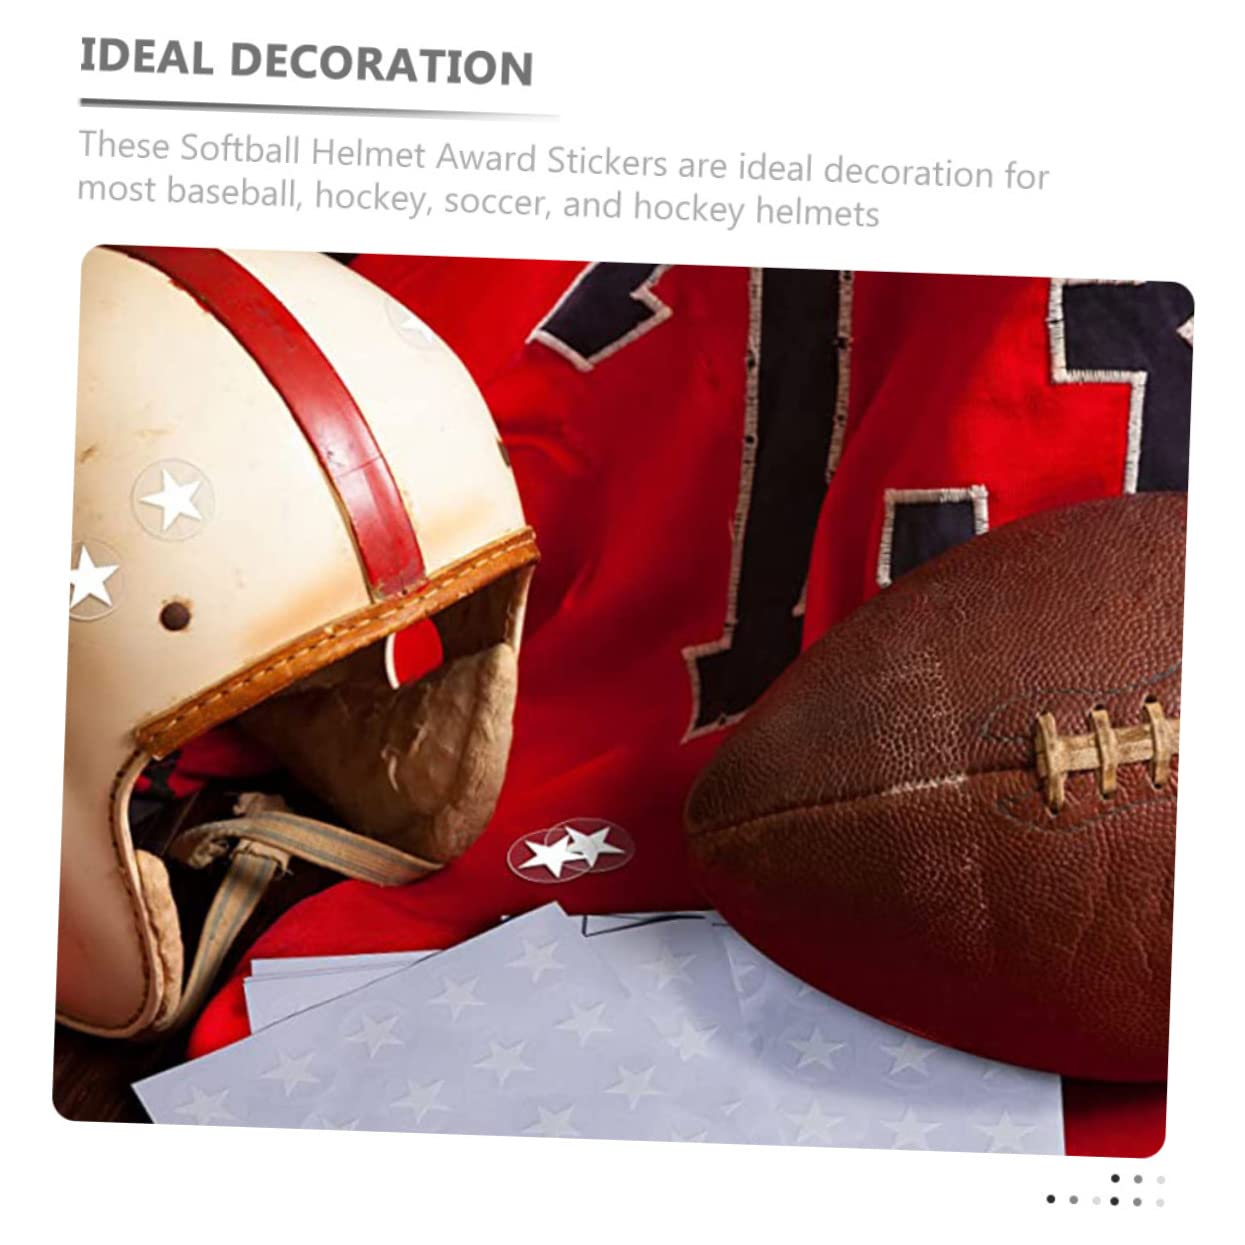 IDEAL DECORATION
These Softball Helmet Award Stickers are ideal decoration for
most baseball, hockey, soccer, and hockey helmets